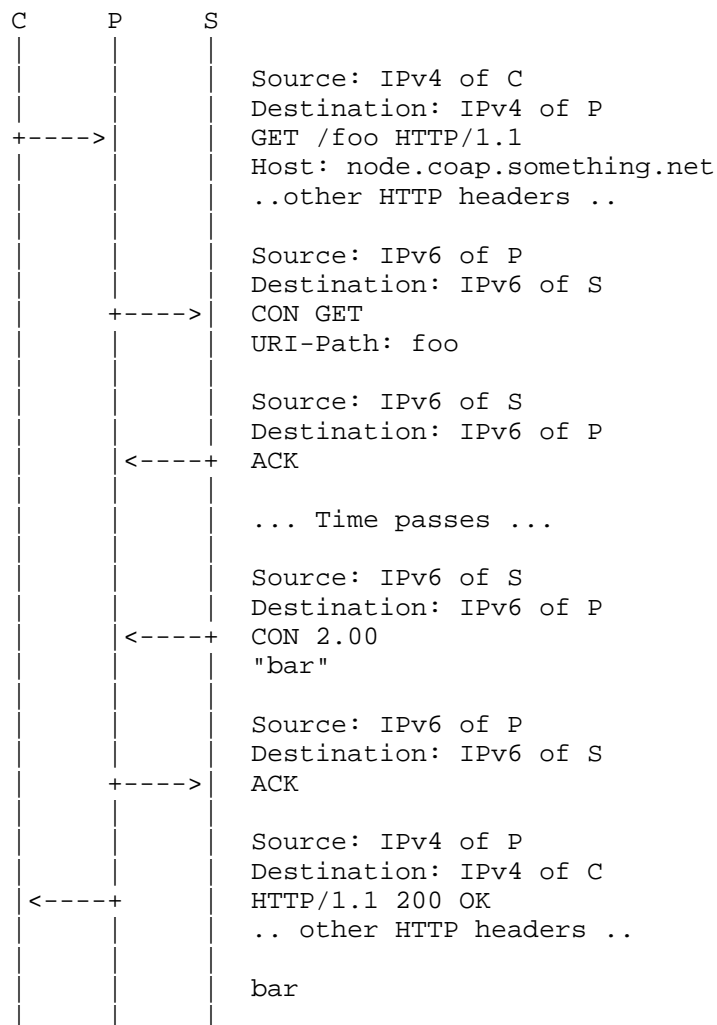 C P S
Source: IPv4 of C
Destination: IPv4 of P
GET /foo HTTP/1.1
Host: node.coap.something.net
..other HTTP headers ..
Source: IPv6 of P
Destination: IPv6 of S
CON GET
URI-Path: foo
Source: IPv6 of S
Destination: IPv6 of P
ACK
... Time passes ...
Source: IPv6 of S
Destination: IPv6 of P
CON 2.00
"bar"
Source: IPv6 of P
Destination: IPv6 of S
ACK
Source: IPv4 of P
Destination: IPv4 of C
HTTP/1.1 200 OK
.. other HTTP headers ..
bar